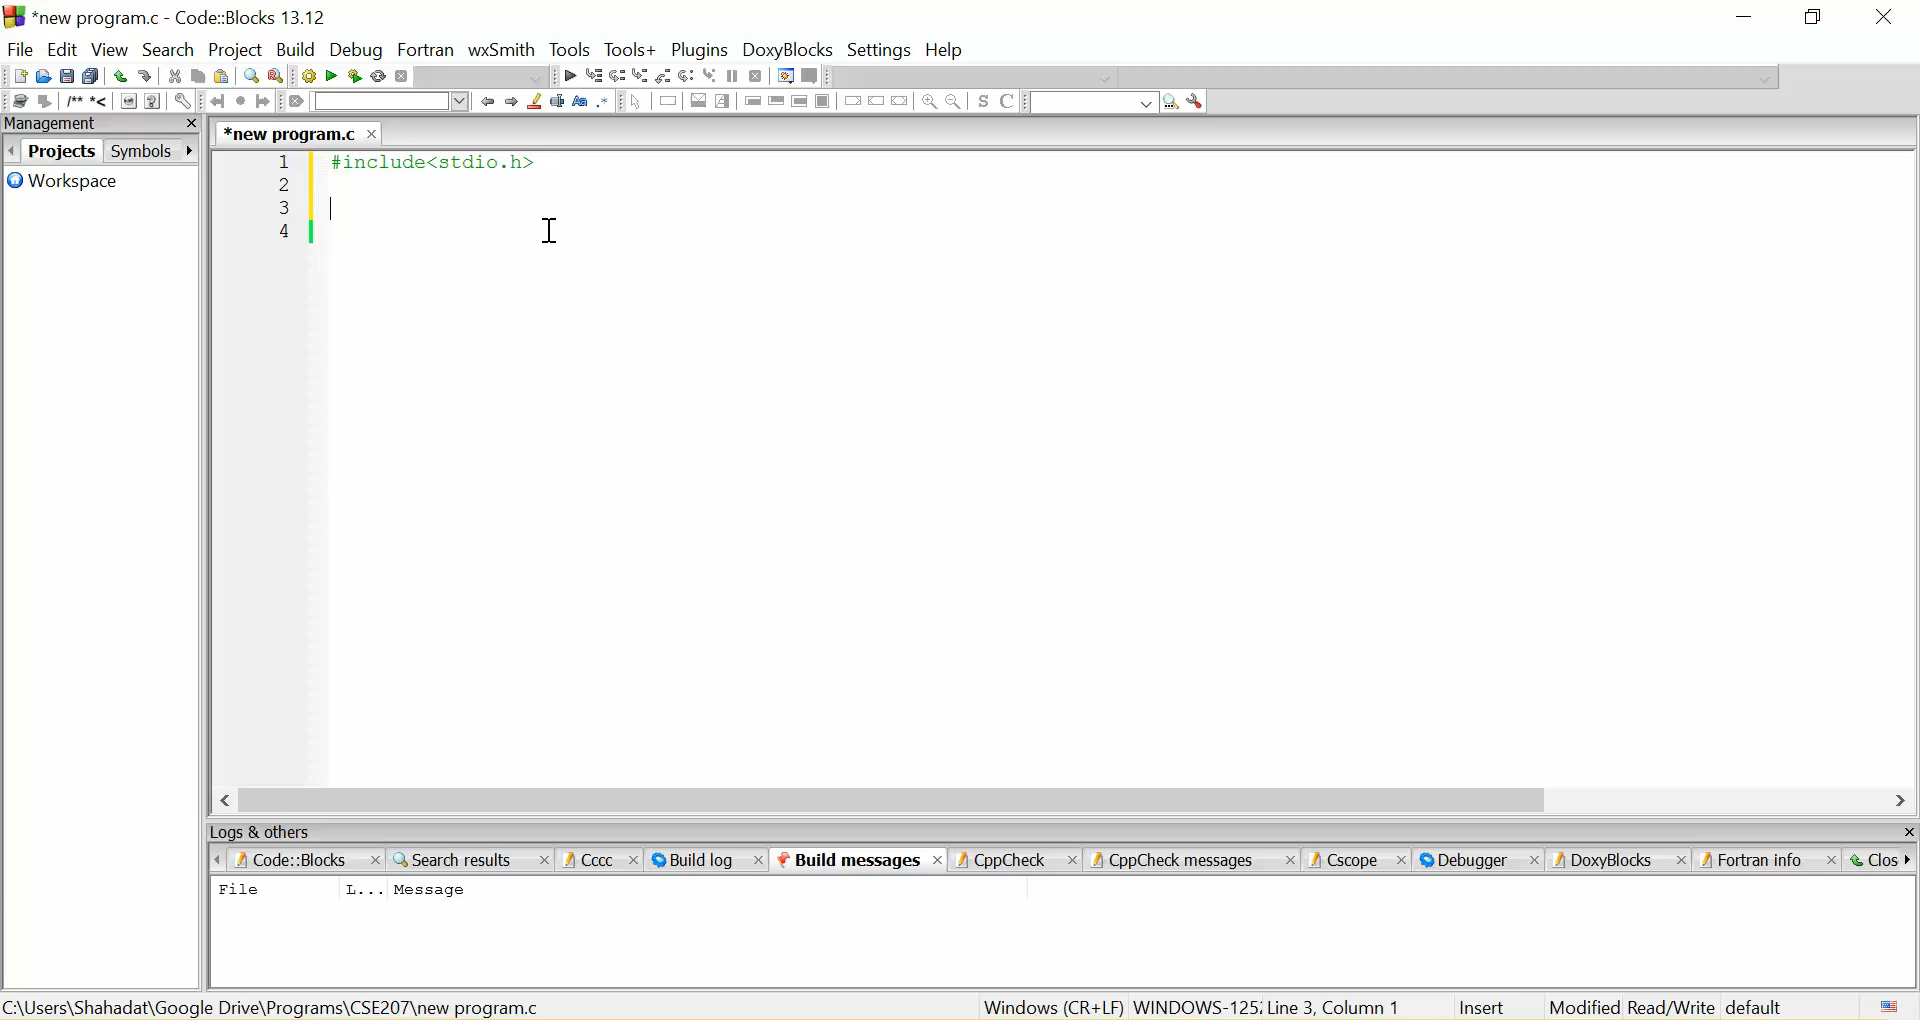 *new program.c - Code::Blocks 13.12
File Edit View Search Project Build Debug Fortran wxSmith Tools Tools+ Plugins DoxyBlocks Settings Help
/** *<
S C
Management
*new program.c
Projects Symbols
Workspace
1 #include<stdio.h>
2
3
4
Logs & others
Code::Blocks Search results Cccc Build log Build messages CppCheck CppCheck messages Cscope Debugger DoxyBlocks Fortran info Clos
File L... Message
C:\Users\Shahadat\Google Drive\Programs\CSE207\new program.c Windows (CR+LF) WINDOWS-125 Line 3, Column 1 Insert Modified Read/Write default